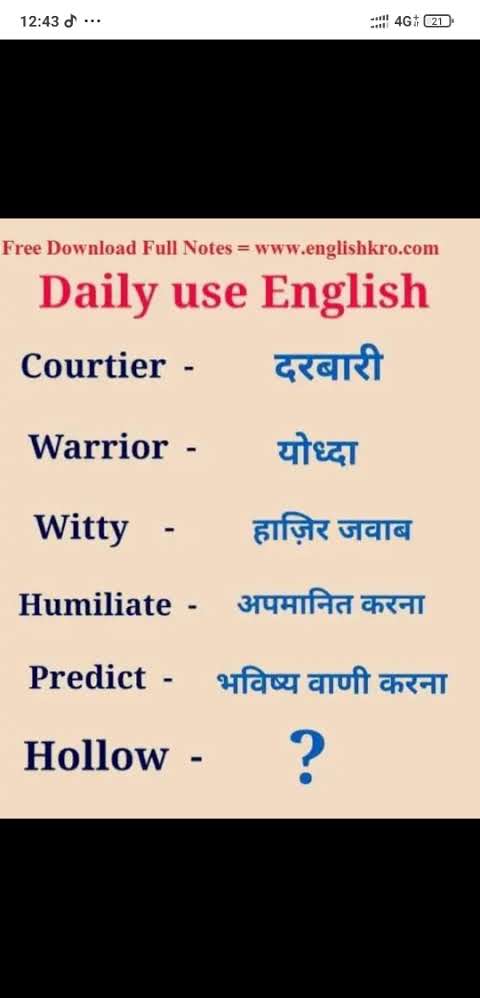 12:43 ... 4G 21
Free Download Full Notes = www.englishkro.com
Daily use English
Courtier - दरबारी
Warrior - योध्दा
Witty - हाज़िर जवाब
Humiliate - अपमानित करना
Predict - भविष्य वाणी करना
Hollow - ?